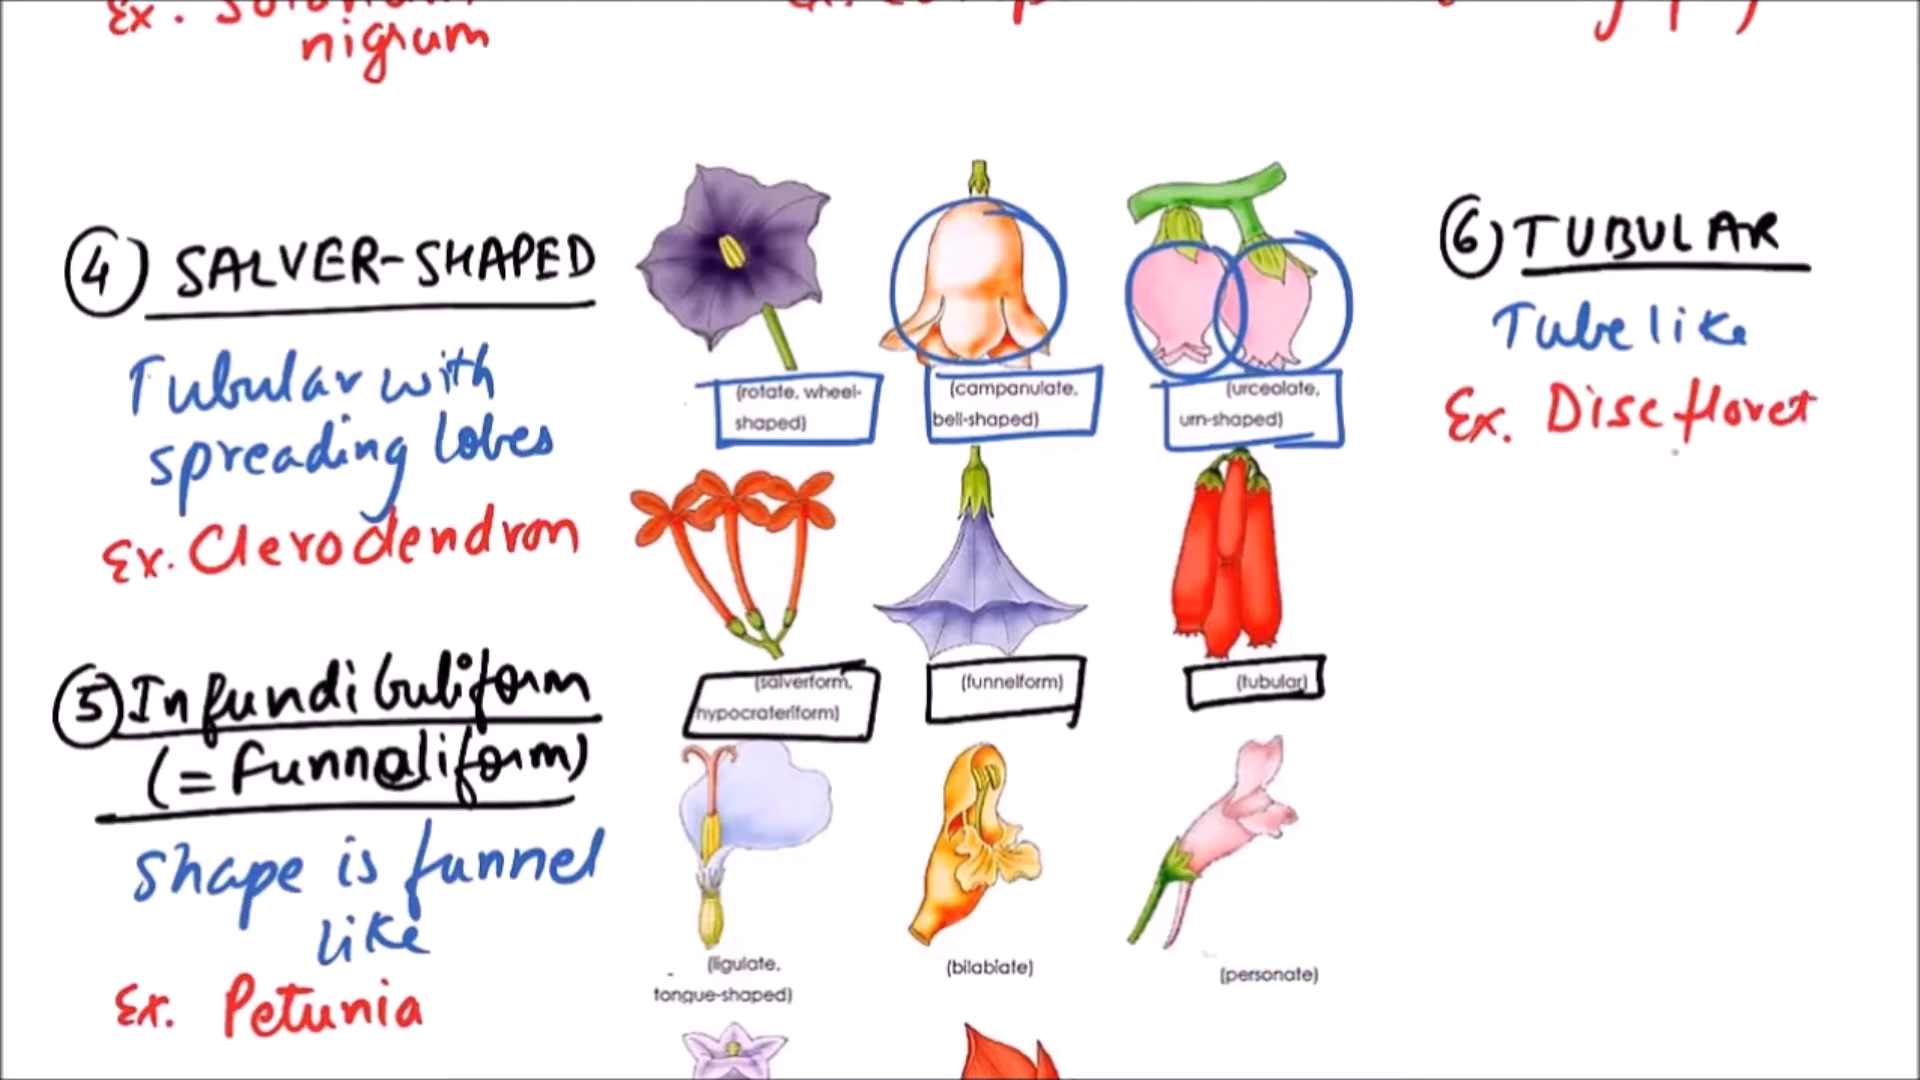 Ex.
nigrum
④ SALVER-SHAPED
Tubular with
spreading lobes
Ex. Clerodendron
⑤ Infundibuliform
(= funneliform)
Shape is funnel
like
Ex. Petunia
(rotate, wheel-
shaped)
(campanulate,
bell-shaped)
(urceolate,
urn-shaped)
(salverform,
hypocrateriform)
(funnelform)
(tubular)
(ligulate,
tongue-shaped)
(bilabiate)
(personate)
⑥ TUBULAR
Tube like
Ex. Disc floret